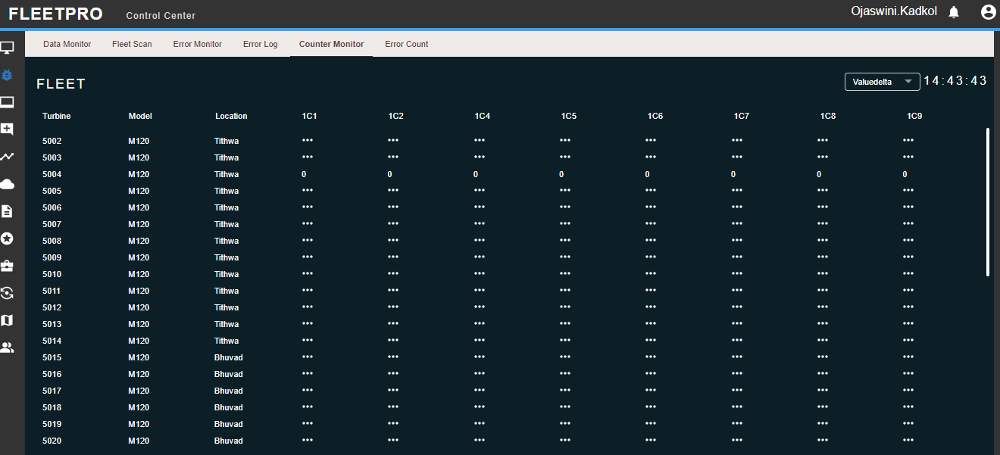 FLEETPRO Control Center Ojaswini.Kadkol
Data Monitor Fleet Scan Error Monitor Error Log Counter Monitor Error Count
FLEET Valuedelta 14:43:43
Turbine Model Location 1C1 1C2 1C4 1C5 1C6 1C7 1C8 1C9
5002 M120 Tithwa ••• ••• ••• ••• ••• ••• ••• •••
5003 M120 Tithwa ••• ••• ••• ••• ••• ••• ••• •••
5004 M120 Tithwa 0 0 0 0 0 0 0 0
5005 M120 Tithwa ••• ••• ••• ••• ••• ••• ••• •••
5006 M120 Tithwa ••• ••• ••• ••• ••• ••• ••• •••
5007 M120 Tithwa ••• ••• ••• ••• ••• ••• ••• •••
5008 M120 Tithwa ••• ••• ••• ••• ••• ••• ••• •••
5009 M120 Tithwa ••• ••• ••• ••• ••• ••• ••• •••
5010 M120 Tithwa ••• ••• ••• ••• ••• ••• ••• •••
5011 M120 Tithwa ••• ••• ••• ••• ••• ••• ••• •••
5012 M120 Tithwa ••• ••• ••• ••• ••• ••• ••• •••
5013 M120 Tithwa ••• ••• ••• ••• ••• ••• ••• •••
5014 M120 Tithwa ••• ••• ••• ••• ••• ••• ••• •••
5015 M120 Bhuvad ••• ••• ••• ••• ••• ••• ••• •••
5016 M120 Bhuvad ••• ••• ••• ••• ••• ••• ••• •••
5017 M120 Bhuvad ••• ••• ••• ••• ••• ••• ••• •••
5018 M120 Bhuvad ••• ••• ••• ••• ••• ••• ••• •••
5019 M120 Bhuvad ••• ••• ••• ••• ••• ••• ••• •••
5020 M120 Bhuvad ••• ••• ••• ••• ••• ••• ••• •••